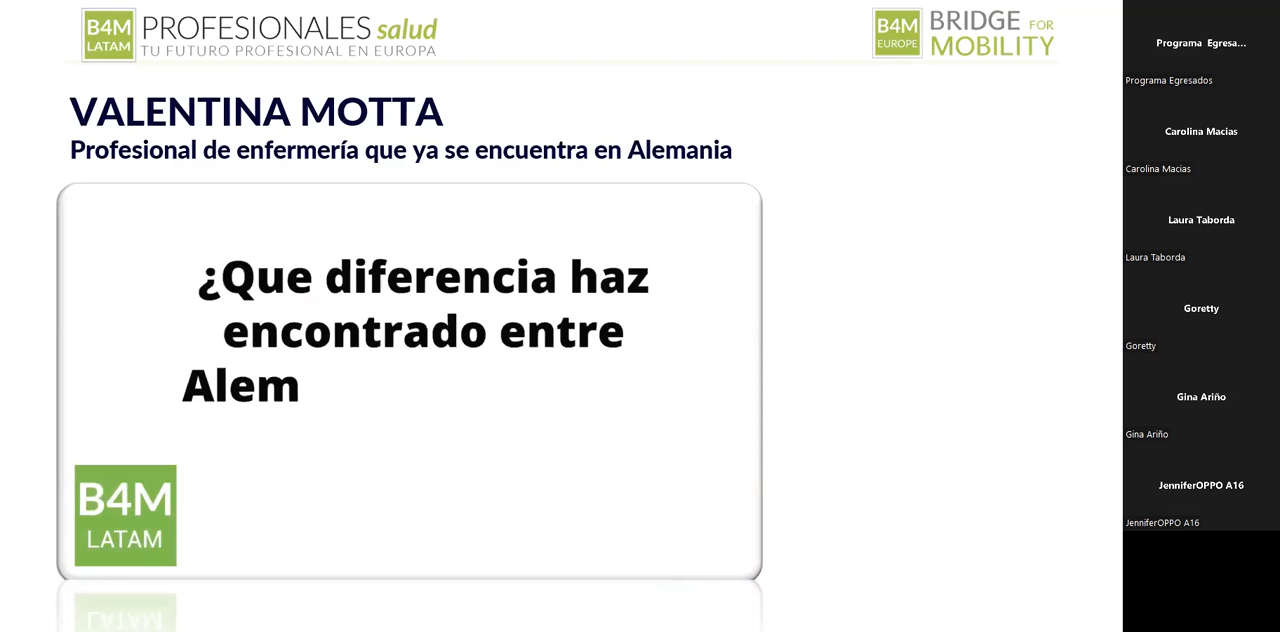 B4M
LATAM
PROFESIONALES salud
TU FUTURO PROFESIONAL EN EUROPA
B4M
EUROPE
BRIDGE FOR
MOBILITY
VALENTINA MOTTA
Profesional de enfermería que ya se encuentra en Alemania
¿Que diferencia haz
encontrado entre
Alem
B4M
LATAM
LATAM
Programa Egresa...
Programa Egresados
Carolina Macias
Carolina Macias
Laura Taborda
Laura Taborda
Goretty
Goretty
Gina Ariño
Gina Ariño
JenniferOPPO A16
JenniferOPPO A16